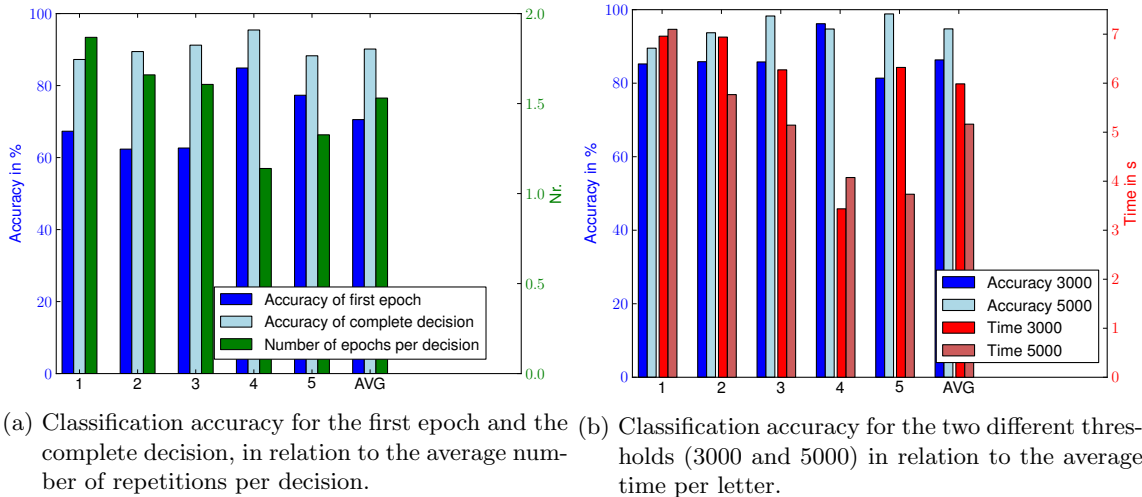 100
80
60
40
20
0
Accuracy in %
2.0
1.5
1.0
0.5
0.0
Nr.
Accuracy of first epoch
Accuracy of complete decision
Number of epochs per decision
1 2 3 4 5 AVG
(a) Classification accuracy for the first epoch and the
complete decision, in relation to the average num-
ber of repetitions per decision.
100
80
60
40
20
0
Accuracy in %
7
6
5
4
3
2
1
0
Time in s
Accuracy 3000
Accuracy 5000
Time 3000
Time 5000
1 2 3 4 5 AVG
(b) Classification accuracy for the two different thres-
holds (3000 and 5000) in relation to the average
time per letter.